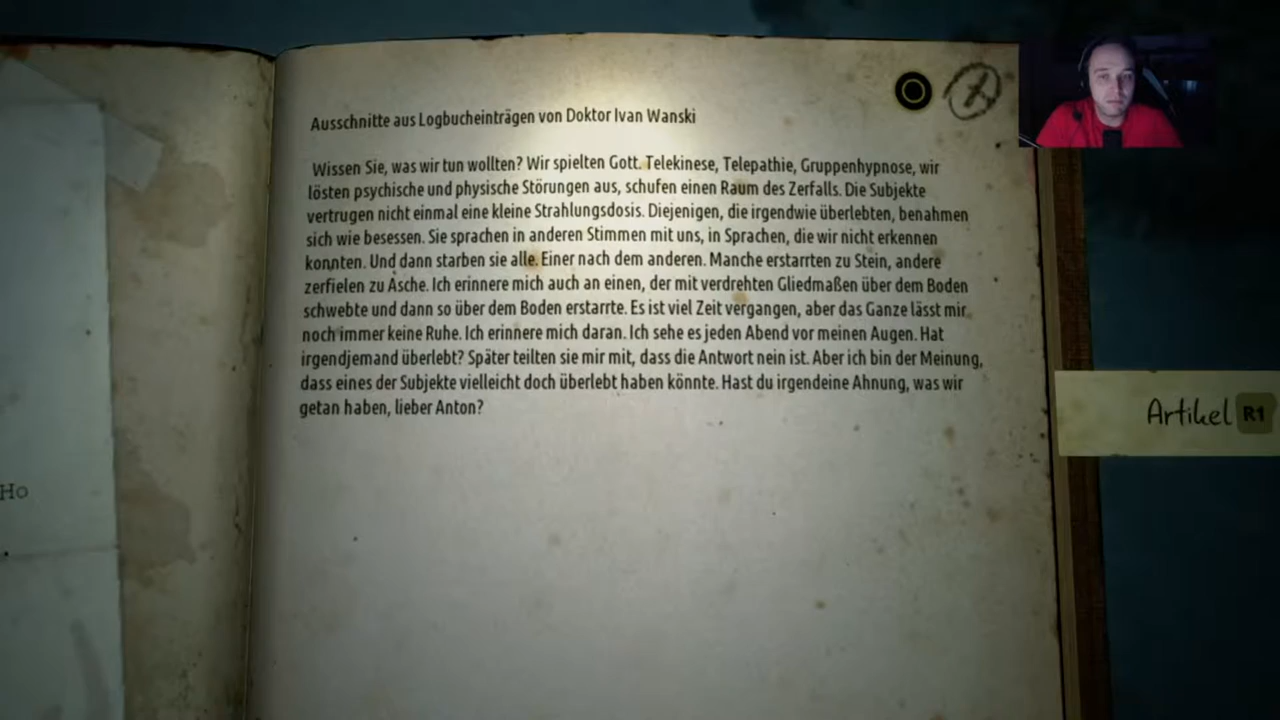 Ausschnitte aus Logbucheinträgen von Doktor Ivan Wanski
Wissen Sie, was wir tun wollten? Wir spielten Gott. Telekinese, Telepathie, Gruppenhypnose, wir
lösten psychische und physische Störungen aus, schufen einen Raum des Zerfalls. Die Subjekte
vertrugen nicht einmal eine kleine Strahlungsdosis. Diejenigen, die irgendwie überlebten, benahmen
sich wie besessen. Sie sprachen in anderen Stimmen mit uns, in Sprachen, die wir nicht erkennen
konnten. Und dann starben sie alle. Einer nach dem anderen. Manche erstarrten zu Stein, andere
zerfielen zu Asche. Ich erinnere mich auch an einen, der mit verdrehten Gliedmaßen über dem Boden
schwebte und dann so über dem Boden erstarrte. Es ist viel Zeit vergangen, aber das Ganze lässt mir
noch immer keine Ruhe. Ich erinnere mich daran. Ich sehe es jeden Abend vor meinen Augen. Hat
irgendjemand überlebt? Später teilten sie mir mit, dass die Antwort nein ist. Aber ich bin der Meinung,
dass eines der Subjekte vielleicht doch überlebt haben könnte. Hast du irgendeine Ahnung, was wir
getan haben, lieber Anton?
Artikel R1
Ho